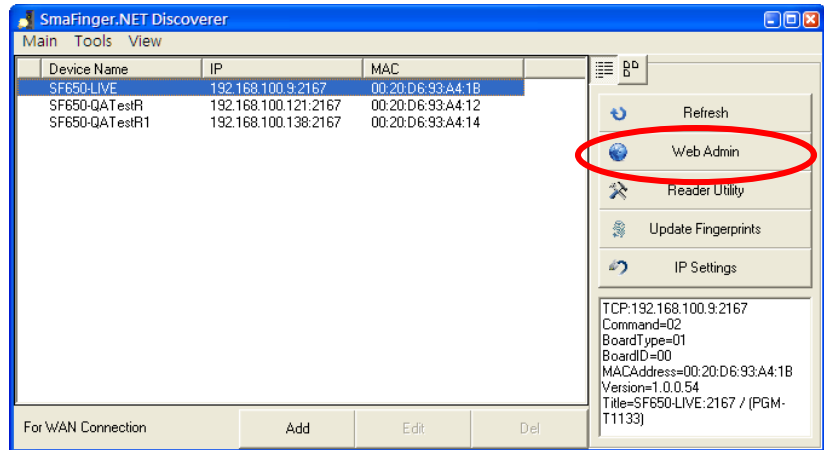 SmaFinger.NET Discoverer
Main Tools View
Device Name IP MAC
SF650-LIVE 192.168.100.9:2167 00:20:D6:93:A4:1B
SF650-QATestR 192.168.100.121:2167 00:20:D6:93:A4:12
SF650-QATestR1 192.168.100.138:2167 00:20:D6:93:A4:14
Refresh
Web Admin
Reader Utility
Update Fingerprints
IP Settings
TCP:192.168.100.9:2167
Command=02
BoardType=01
BoardID=00
MACAddress=00:20:D6:93:A4:1B
Version=1.0.0.54
Title=SF650-LIVE:2167 / (PGM-
T1133)
For WAN Connection Add Edit Del